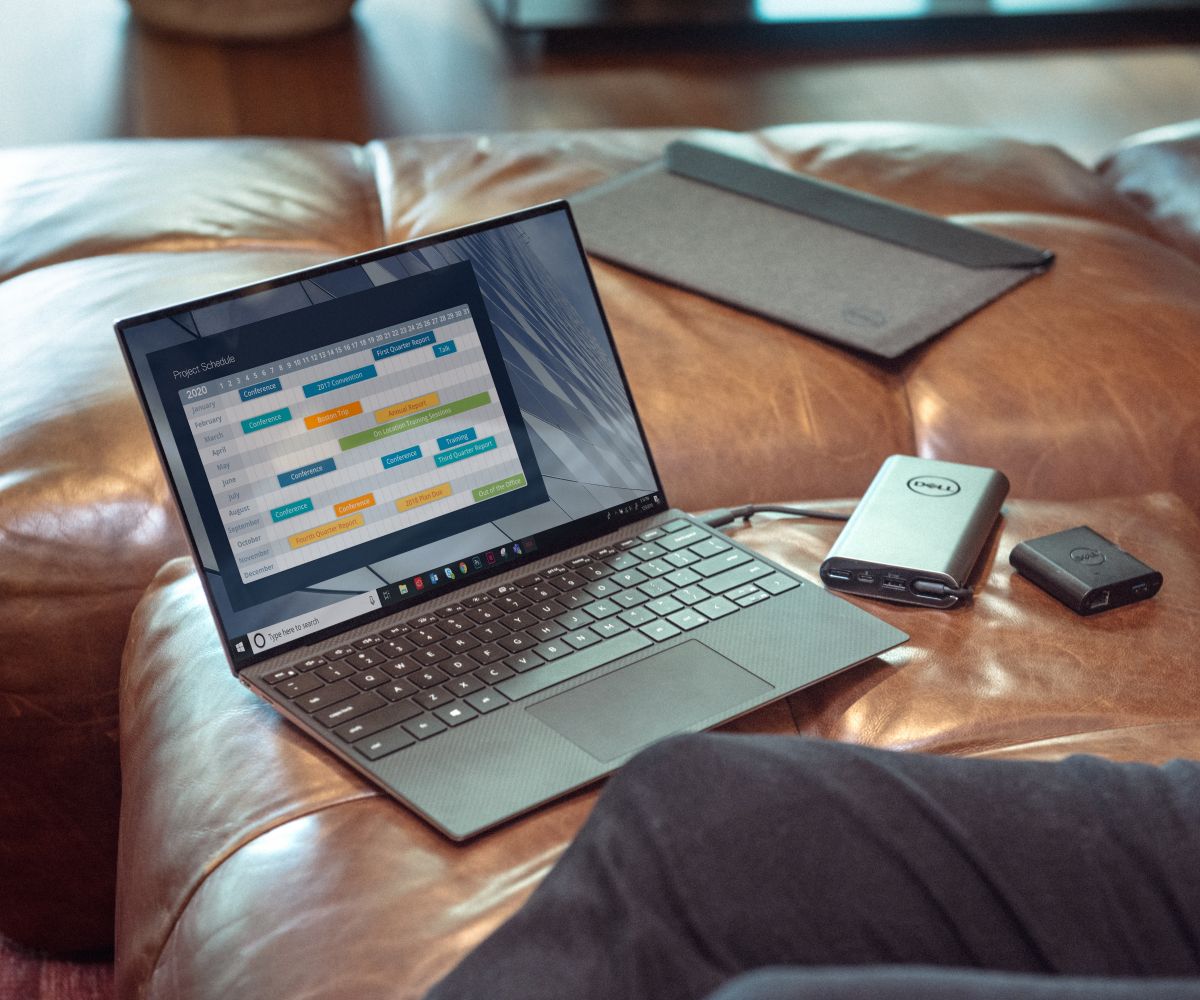 Project Schedule
2020 1 2 3 4 5 6 7 8 9 10 11 12 13 14 15 16 17 18 19 20 21 22 23 24 25 26 27 28 29 30 31
January Conference 2017 Convention First Quarter Report
February Talk
March Conference Boston Trip Annual Report
April On Location Training Sessions
May
June Conference Conference Training
July Third Quarter Report
August Conference Conference 2018 Plan Due
September Fourth Quarter Report Out of the Office
October
November
December
Type here to search
DELL
DELL
Q W E R T Y U I O P
A S D F G H J K L
Z X C V B N M
fn